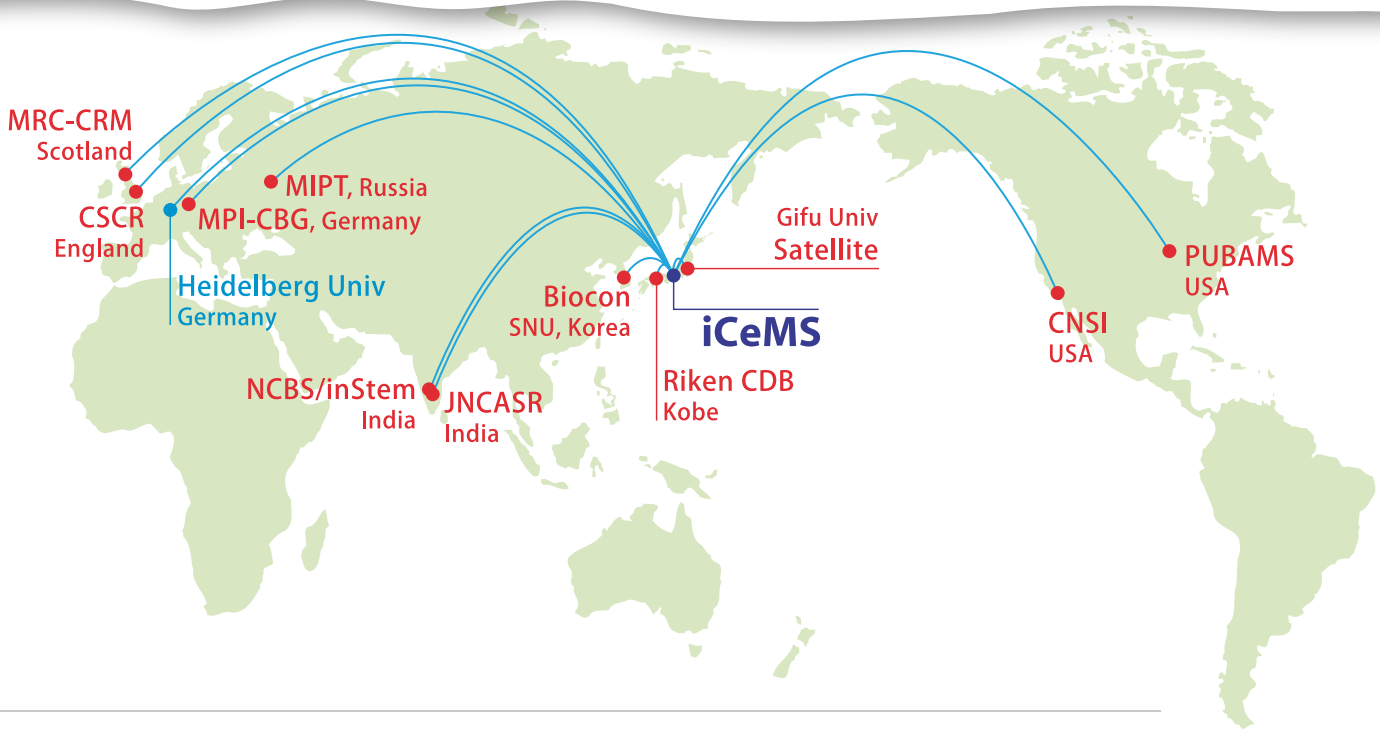 MRC-CRM
Scotland
CSCR
England
MIPT, Russia
MPI-CBG, Germany
Heidelberg Univ
Germany
NCBS/inStem
India
JNCASR
India
Biocon
SNU, Korea
Gifu Univ
Satellite
iCeMS
Riken CDB
Kobe
PUBAMS
USA
CNSI
USA